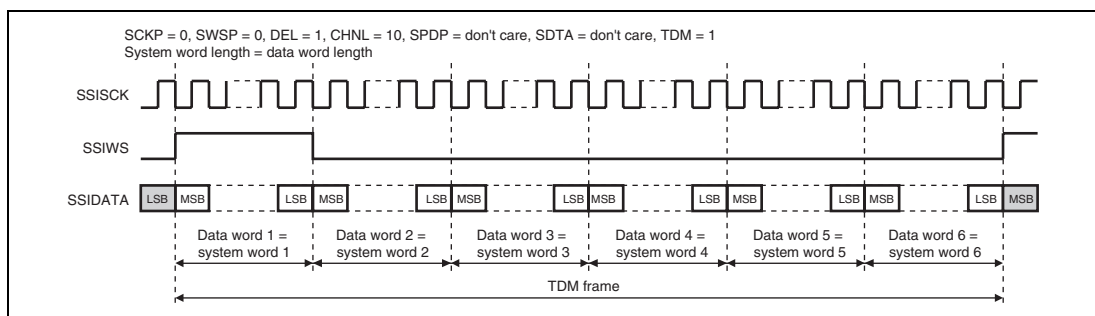 SCKP = 0, SWSP = 0, DEL = 1, CHNL = 10, SPDP = don't care, SDTA = don't care, TDM = 1
System word length = data word length
SSISCK
SSIWS
SSIDATA
LSB MSB LSB MSB LSB MSB LSB MSB LSB MSB LSB MSB LSB MSB
Data word 1 = Data word 2 = Data word 3 = Data word 4 = Data word 5 = Data word 6 =
system word 1 system word 2 system word 3 system word 4 system word 5 system word 6
TDM frame